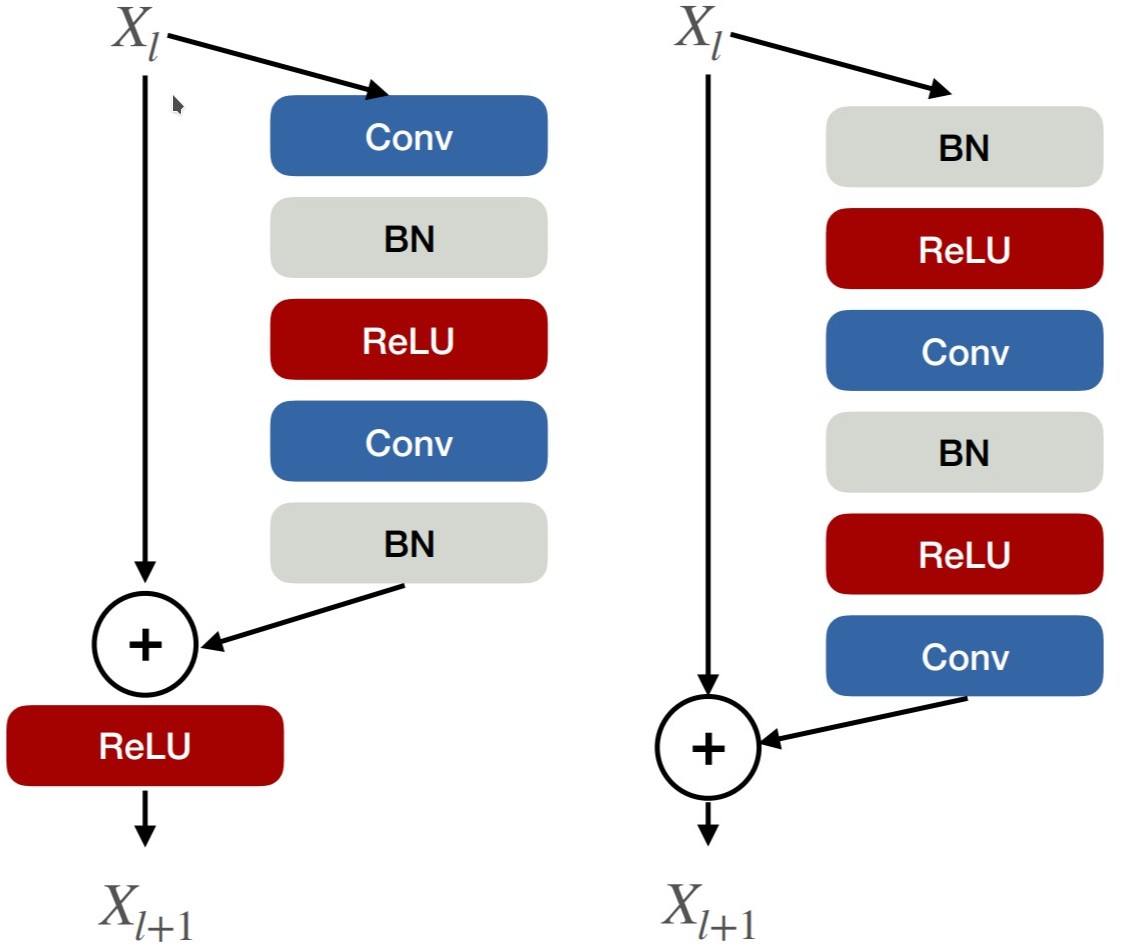 X_l
Conv
BN
ReLU
Conv
BN
+
ReLU
X_{l+1}
X_l
BN
ReLU
Conv
BN
ReLU
Conv
+
X_{l+1}